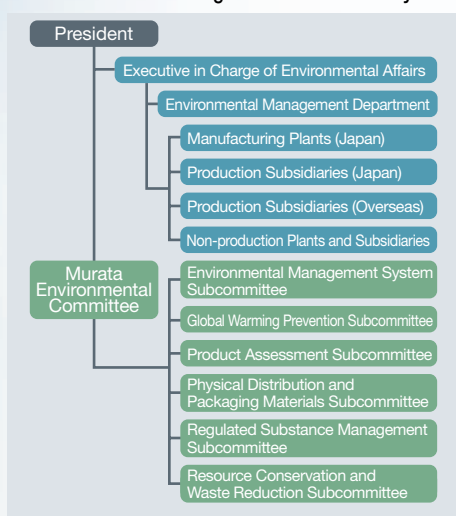 President
Executive in Charge of Environmental Affairs
Environmental Management Department
Manufacturing Plants (Japan)
Production Subsidiaries (Japan)
Production Subsidiaries (Overseas)
Non-production Plants and Subsidiaries
Murata
Environmental
Committee
Environmental Management System
Subcommittee
Global Warming Prevention Subcommittee
Product Assessment Subcommittee
Physical Distribution and
Packaging Materials Subcommittee
Regulated Substance Management
Subcommittee
Resource Conservation and
Waste Reduction Subcommittee